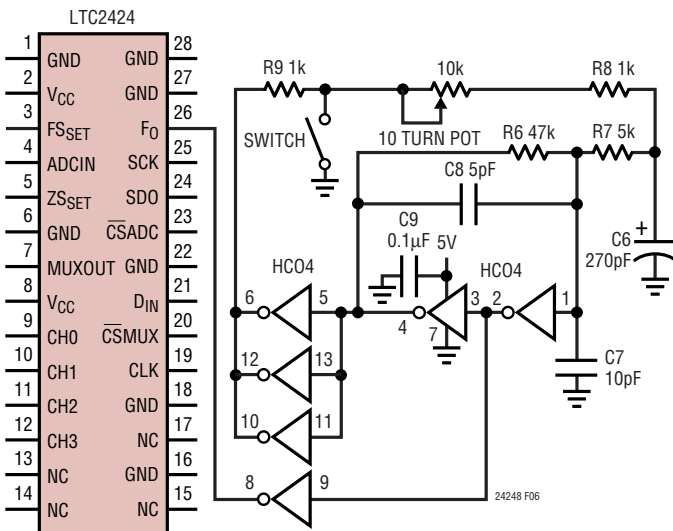 LTC2424
1 GND GND 28
2 VCC GND 27
3 FSSET FO 26
4 ADCIN SCK 25
5 ZSSET SDO 24
6 GND CSADC 23
7 MUXOUT GND 22
8 VCC DIN 21
9 CH0 CSMUX 20
10 CH1 CLK 19
11 CH2 GND 18
12 CH3 NC 17
13 NC GND 16
14 NC NC 15
R9 1k
10k
R8 1k
SWITCH
10 TURN POT
R6 47k
R7 5k
C8 5pF
C9
0.1µF
5V
+
C6
270pF
HC04
HC04
6 5
4 3
7
2 1
C7
10pF
12 13
10 11
8 9
24248 F06